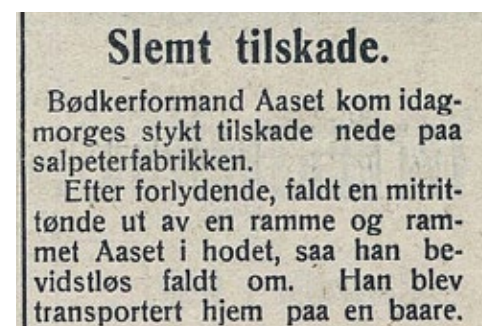 Slemt tilskade.
Bødkerformand Aaset kom idag-
morges stykt tilskade nede paa
salpeterfabrikken.
Efter forlydende, faldt en mitrit-
tønde ut av en ramme og ram-
met Aaset i hodet, saa han be-
vidstløs faldt om. Han blev
transportert hjem paa en baare.